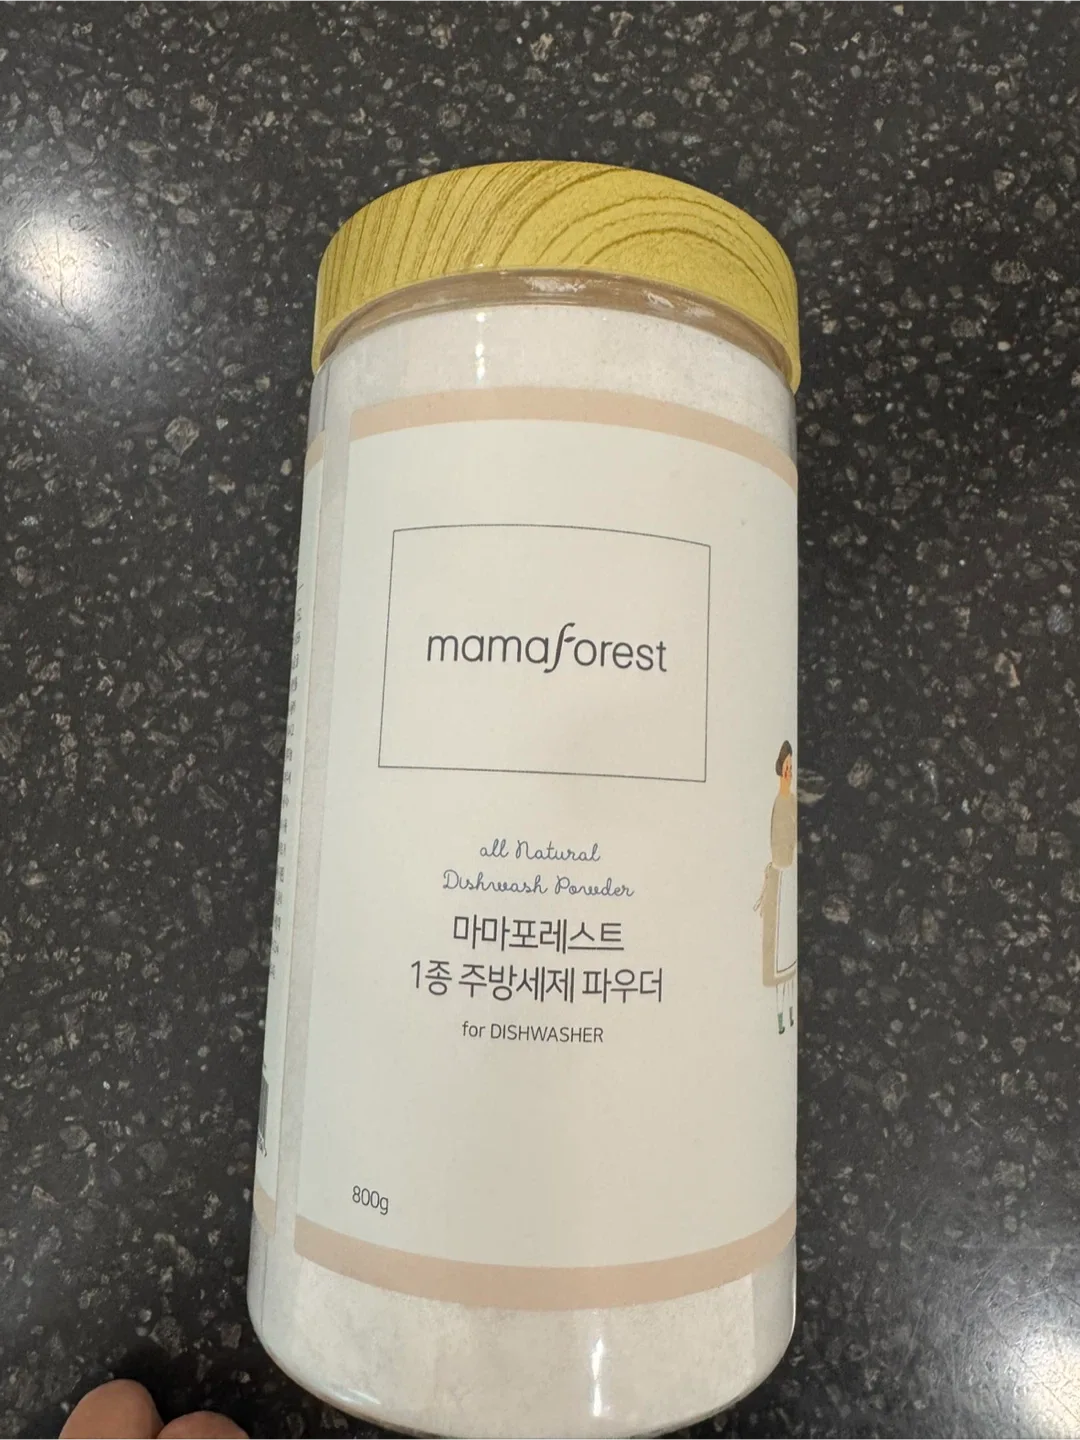 mamaforest
all Natural
Dishwash Powder
마마포레스트
1종 주방세제 파우더
for DISHWASHER
800g